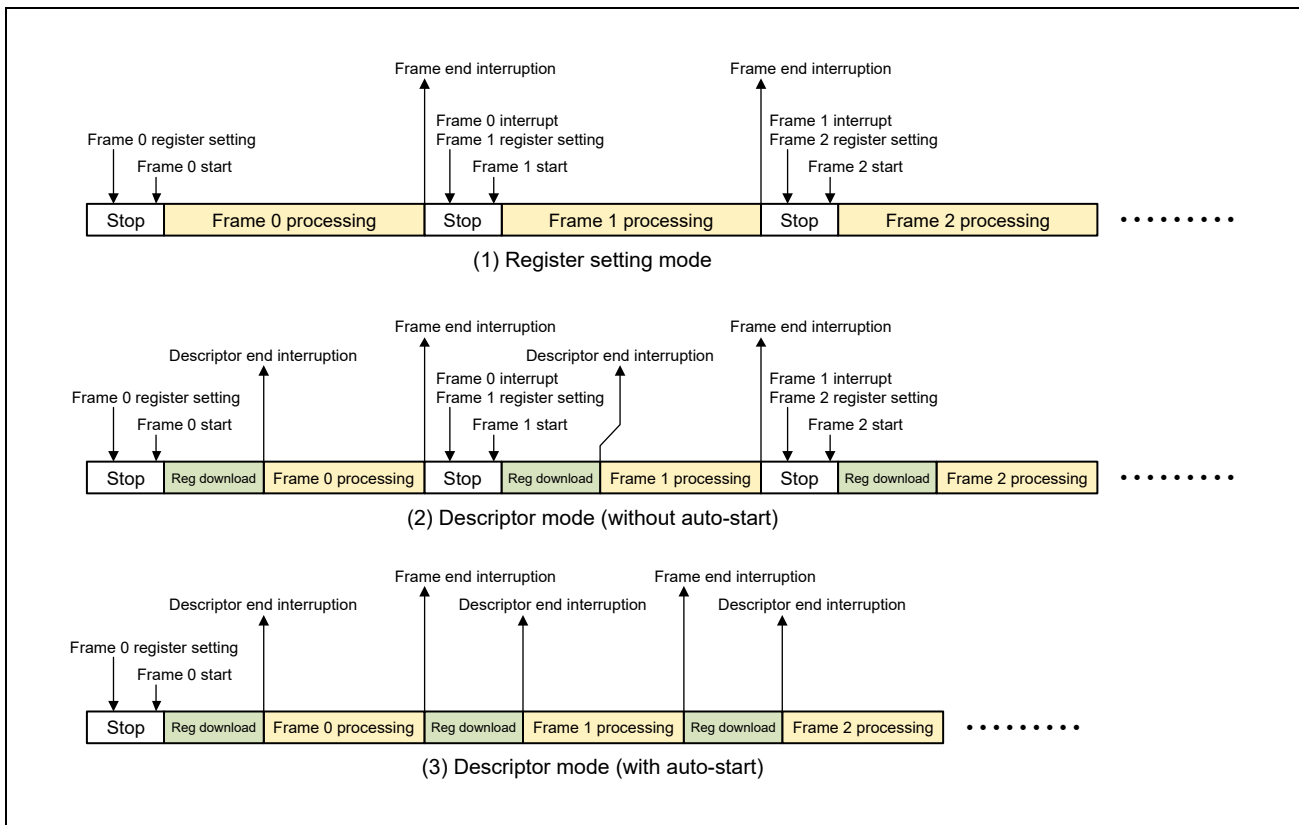 Frame end interruption
Frame end interruption
Frame 0 register setting
Frame 0 start
Frame 0 interrupt
Frame 1 register setting
Frame 1 start
Frame 1 interrupt
Frame 2 register setting
Frame 2 start
Stop
Frame 0 processing
Stop
Frame 1 processing
Stop
Frame 2 processing
(1) Register setting mode
Frame end interruption
Frame end interruption
Descriptor end interruption
Descriptor end interruption
Frame 0 register setting
Frame 0 start
Frame 0 interrupt
Frame 1 register setting
Frame 1 start
Frame 1 interrupt
Frame 2 register setting
Frame 2 start
Stop
Reg download
Frame 0 processing
Stop
Reg download
Frame 1 processing
Stop
Reg download
Frame 2 processing
(2) Descriptor mode (without auto-start)
Frame end interruption
Frame end interruption
Descriptor end interruption
Descriptor end interruption
Descriptor end interruption
Frame 0 register setting
Frame 0 start
Stop
Reg download
Frame 0 processing
Reg download
Frame 1 processing
Reg download
Frame 2 processing
(3) Descriptor mode (with auto-start)